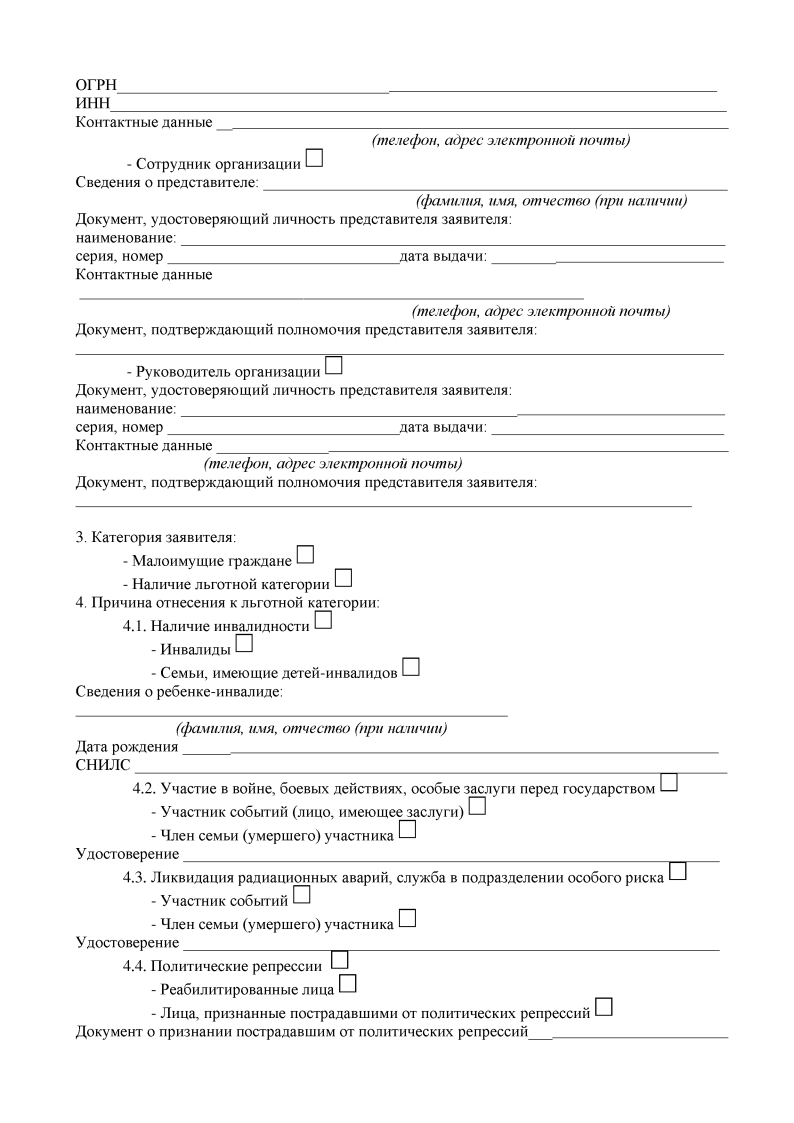 ОГРН
ИНН
Контактные данные
(телефон, адрес электронной почты)
- Сотрудник организации
Сведения о представителе:
(фамилия, имя, отчество (при наличии)
Документ, удостоверяющий личность представителя заявителя:
наименование:
серия, номер дата выдачи:
Контактные данные
(телефон, адрес электронной почты)
Документ, подтверждающий полномочия представителя заявителя:
- Руководитель организации
Документ, удостоверяющий личность представителя заявителя:
наименование:
серия, номер дата выдачи:
Контактные данные
(телефон, адрес электронной почты)
Документ, подтверждающий полномочия представителя заявителя:
3. Категория заявителя:
- Малоимущие граждане
- Наличие льготной категории
4. Причина отнесения к льготной категории:
4.1. Наличие инвалидности
- Инвалиды
- Семьи, имеющие детей-инвалидов
Сведения о ребенке-инвалиде:
(фамилия, имя, отчество (при наличии)
Дата рождения
СНИЛС
4.2. Участие в войне, боевых действиях, особые заслуги перед государством
- Участник событий (лицо, имеющее заслуги)
- Член семьи (умершего) участника
Удостоверение
4.3. Ликвидация радиационных аварий, служба в подразделении особого риска
- Участник событий
- Член семьи (умершего) участника
Удостоверение
4.4. Политические репрессии
- Реабилитированные лица
- Лица, признанные пострадавшими от политических репрессий
Документ о признании пострадавшим от политических репрессий